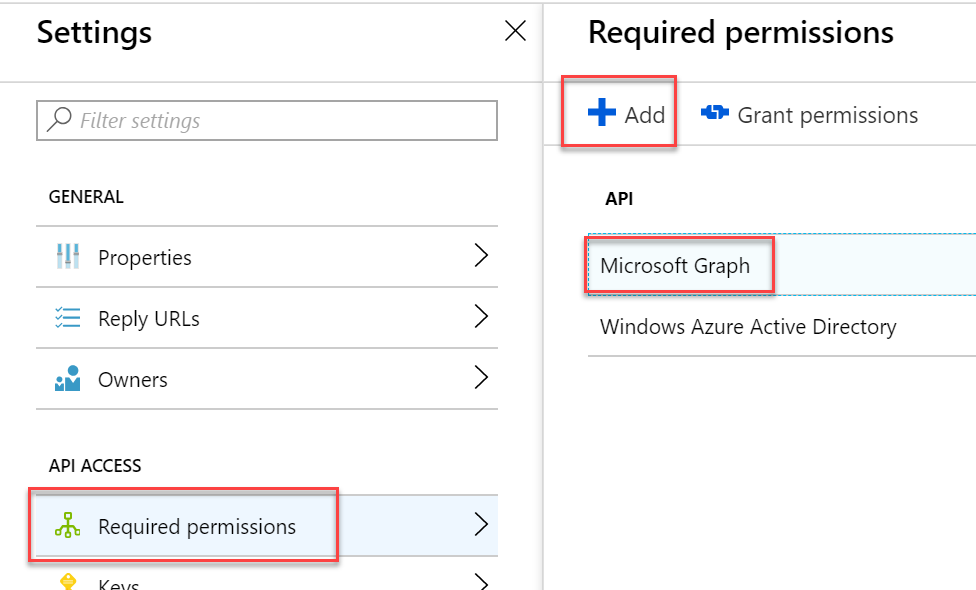 Settings
Filter settings
GENERAL
Properties
Reply URLs
Owners
API ACCESS
Required permissions
Keys
Required permissions
Add
Grant permissions
API
Microsoft Graph
Windows Azure Active Directory